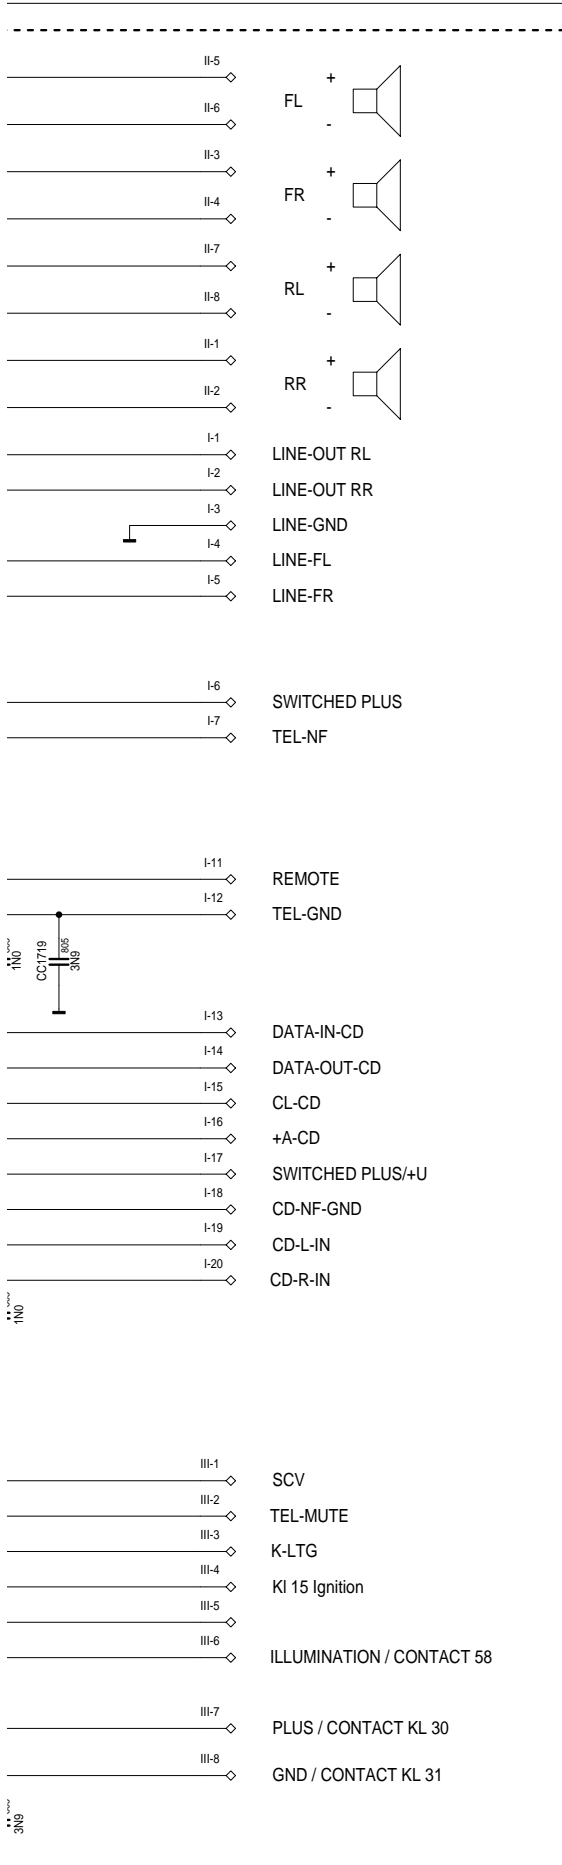 II-5
+
FL
II-6
-
II-3
+
FR
II-4
-
II-7
+
RL
II-8
-
II-1
+
RR
II-2
-
I-1
LINE-OUT RL
I-2
LINE-OUT RR
I-3
LINE-GND
I-4
LINE-FL
I-5
LINE-FR
I-6
SWITCHED PLUS
I-7
TEL-NF
I-11
REMOTE
I-12
TEL-GND
1N0
CC1719
805
3N9
I-13
DATA-IN-CD
I-14
DATA-OUT-CD
I-15
CL-CD
I-16
+A-CD
I-17
SWITCHED PLUS/+U
I-18
CD-NF-GND
I-19
CD-L-IN
I-20
CD-R-IN
1N0
III-1
SCV
III-2
TEL-MUTE
III-3
K-LTG
III-4
Kl 15 Ignition
III-5
III-6
ILLUMINATION / CONTACT 58
III-7
PLUS / CONTACT KL 30
III-8
GND / CONTACT KL 31
3N9